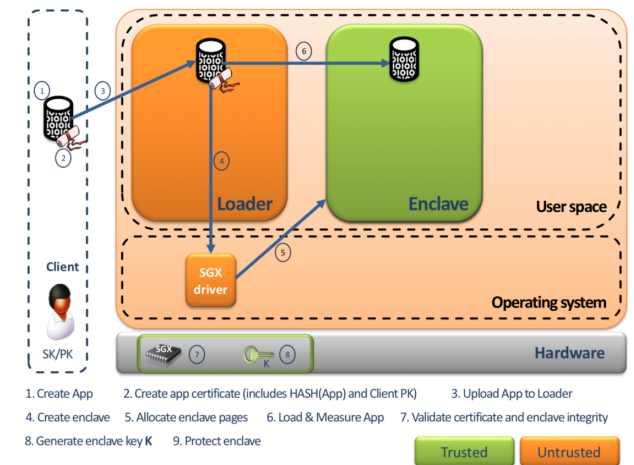 1
2
3
6
4
Loader
Enclave
User space
5
Client
SGX
driver
Operating system
SK/PK
SGX
7
K
8
Hardware
1. Create App 2. Create app certificate (includes HASH(App) and Client PK) 3. Upload App to Loader
4. Create enclave 5. Allocate enclave pages 6. Load & Measure App 7. Validate certificate and enclave integrity
8. Generate enclave key K 9. Protect enclave
Trusted Untrusted